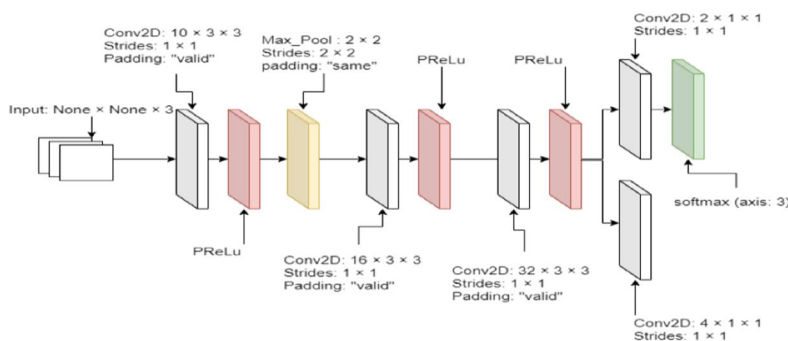 Conv2D: 10 × 3 × 3
Strides: 1 × 1
Padding: "valid"
Max_Pool : 2 × 2
Strides: 2 × 2
padding: "same"
PReLu
PReLu
Conv2D: 2 × 1 × 1
Strides: 1 × 1
Input: None × None × 3
softmax (axis: 3)
PReLu
Conv2D: 16 × 3 × 3
Strides: 1 × 1
Padding: "valid"
Conv2D: 32 × 3 × 3
Strides: 1 × 1
Padding: "valid"
Conv2D: 4 × 1 × 1
Strides: 1 × 1